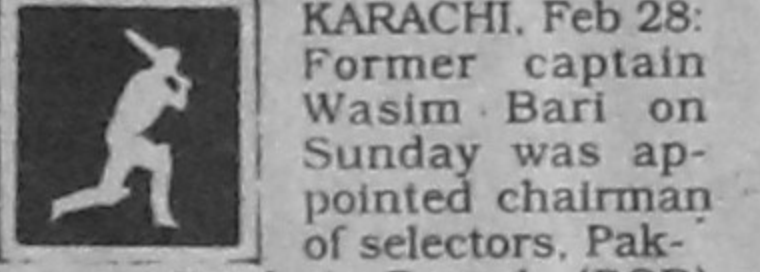 KARACHI, Feb 28:
Former captain
Wasim Bari on
Sunday was ap-
pointed chairman
of selectors, Pak-